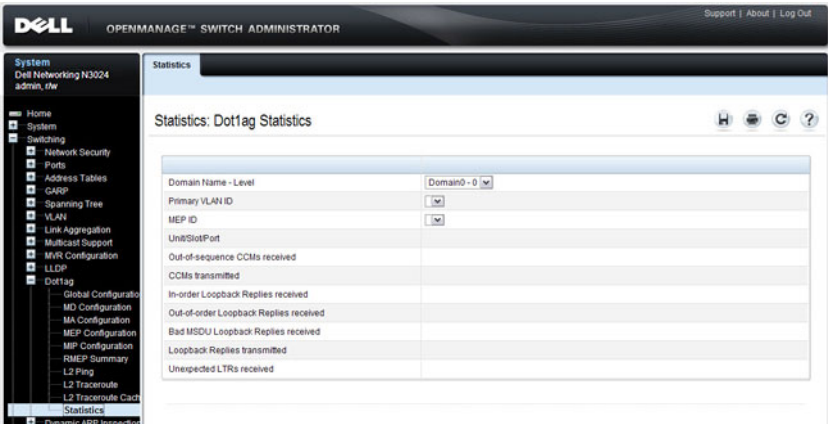 Support | About | Log Out
DELL OPENMANAGE™ SWITCH ADMINISTRATOR
System
Dell Networking N3024
admin, r/w
Statistics
Home
System
Switching
Network Security
Ports
Address Tables
GARP
Spanning Tree
VLAN
Link Aggregation
Multicast Support
MVR Configuration
LLDP
Dot1ag
Global Configuratio
MD Configuration
MA Configuration
MEP Configuration
MIP Configuration
RMEP Summary
L2 Ping
L2 Traceroute
L2 Traceroute Cach
Statistics
Dynamic ARP Inspection
Statistics: Dot1ag Statistics
?
Domain Name - Level Domain0 - 0
Primary VLAN ID
MEP ID
Unit/Slot/Port
Out-of-sequence CCMs received
CCMs transmitted
In-order Loopback Replies received
Out-of-order Loopback Replies received
Bad MSDU Loopback Replies received
Loopback Replies transmitted
Unexpected LTRs received